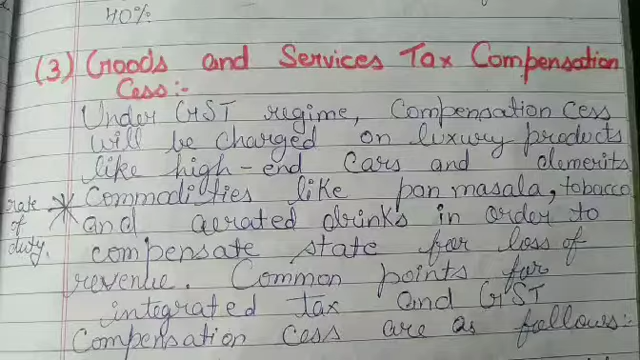 40%
(3) Goods and Services Tax Compensation
Cess:-
Under GST regime, Compensation cess
will be charged on luxury products
like high-end cars and demerits
rate of duty. * Commodities like pan masala, tobacco
and aerated drinks in order to
compensate state for loss of
revenue. Common points for
integrated tax and GST
Compensation cess are as follows:-